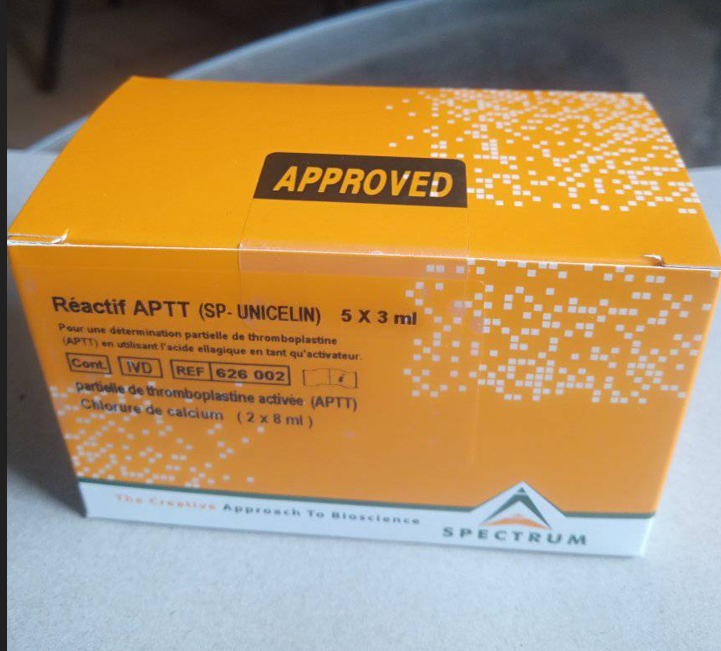 APPROVED
Réactif APTT (SP- UNICELIN) 5 X 3 ml
Pour une détermination partielle de thromboplastine
(APTT) en utilisant l'acide ellagique en tant qu'activateur.
Cont. IVD REF 626 002
partielle de thromboplastine activée (APTT)
Chlorure de calcium ( 2 x 8 ml )
The Creative Approach To Bioscience
SPECTRUM